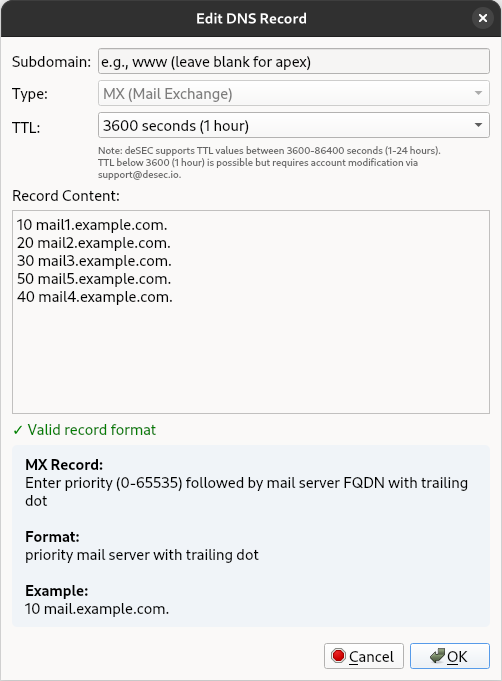 Edit DNS Record
Subdomain: e.g., www (leave blank for apex)
Type: MX (Mail Exchange)
TTL: 3600 seconds (1 hour)
Note: deSEC supports TTL values between 3600-86400 seconds (1-24 hours).
TTL below 3600 (1 hour) is possible but requires account modification via
support@desec.io.
Record Content:
10 mail1.example.com.
20 mail2.example.com.
30 mail3.example.com.
50 mail5.example.com.
40 mail4.example.com.
✓ Valid record format
MX Record:
Enter priority (0-65535) followed by mail server FQDN with trailing
dot
Format:
priority mail server with trailing dot
Example:
10 mail.example.com.
Cancel OK